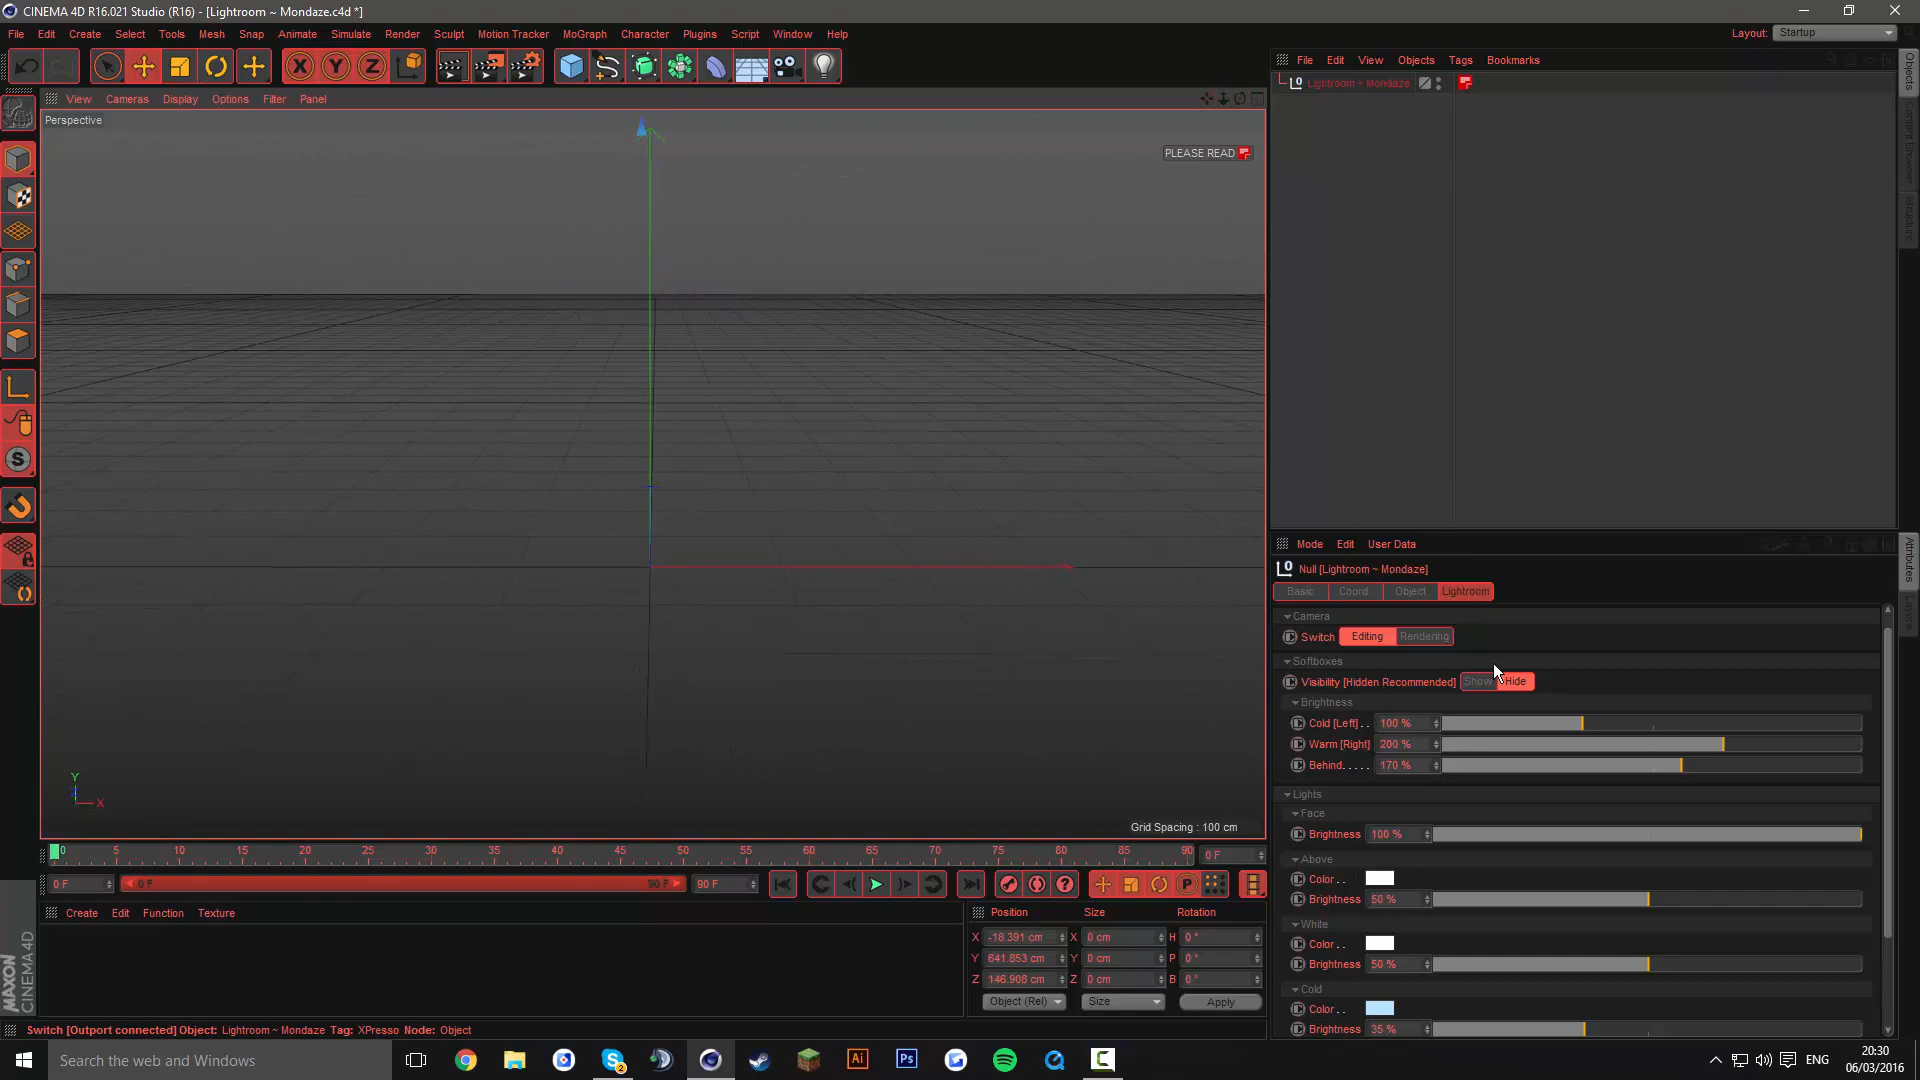 CINEMA 4D R16.021 Studio (R16) - [Lightroom ~ Mondaze.c4d *]
File Edit Create Select Tools Mesh Snap Animate Simulate Render Sculpt Motion Tracker MoGraph Character Plugins Script Window Help
Layout: Startup
File Edit View Objects Tags Bookmarks
Lightroom ~ Mondaze
View Cameras Display Options Filter Panel
Perspective
PLEASE READ
Y
Z
X
Grid Spacing : 100 cm
0 5 10 15 20 25 30 35 40 45 50 55 60 65 70 75 80 85 90
0 F
0 F 0 F 90 F 90 F
Create Edit Function Texture
Position Size Rotation
X -18.391 cm X 0 cm H 0 °
Y 641.853 cm Y 0 cm P 0 °
Z 146.908 cm Z 0 cm B 0 °
Object (Rel) Size Apply
MAXON
CINEMA 4D
Switch [Outport connected] Object: Lightroom ~ Mondaze Tag: XPresso Node: Object
Objects
Content Browser
Structure
Attributes
Layers
Mode Edit User Data
Null [Lightroom ~ Mondaze]
Basic Coord Object Lightroom
Camera
Switch Editing Rendering
Softboxes
Visibility [Hidden Recommended] Show Hide
Brightness
Cold [Left] . . 100 %
Warm [Right] 200 %
Behind. . . . . 170 %
Lights
Face
Brightness 100 %
Above
Color . .
Brightness 50 %
White
Color . .
Brightness 50 %
Cold
Color . .
Brightness 35 %
Search the web and Windows
2
Ai
Ps
ENG
20:30
06/03/2016